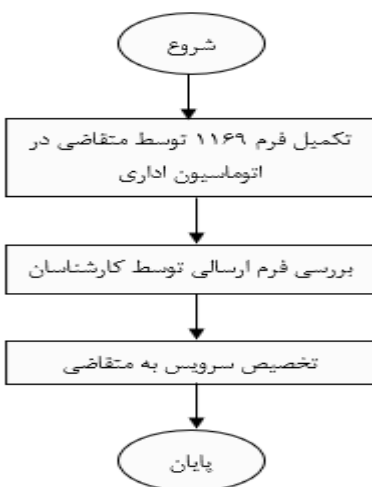 شروع
تکمیل فرم ۱۱۶۹ توسط متقاضی در
اتوماسیون اداری
بررسی فرم ارسالی توسط کارشناسان
تخصیص سرویس به متقاضی
پایان